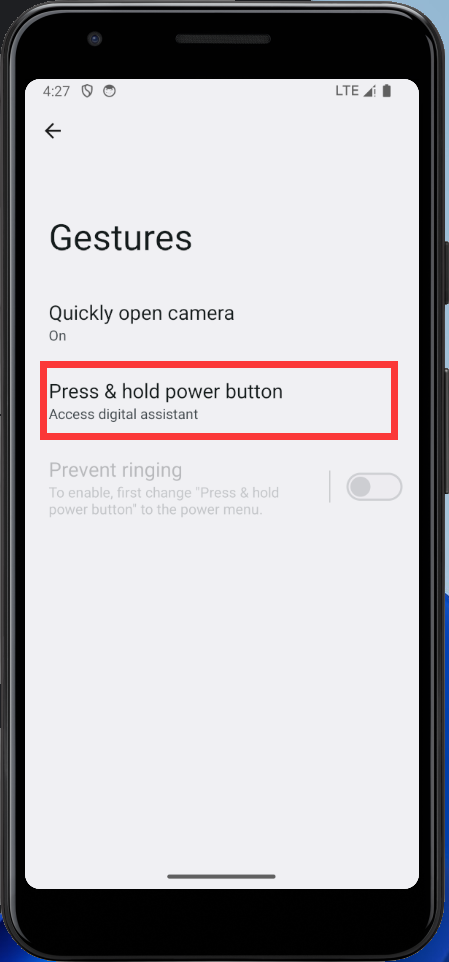 4:27 LTE
Gestures
Quickly open camera
On
Press & hold power button
Access digital assistant
Prevent ringing
To enable, first change "Press & hold
power button" to the power menu.